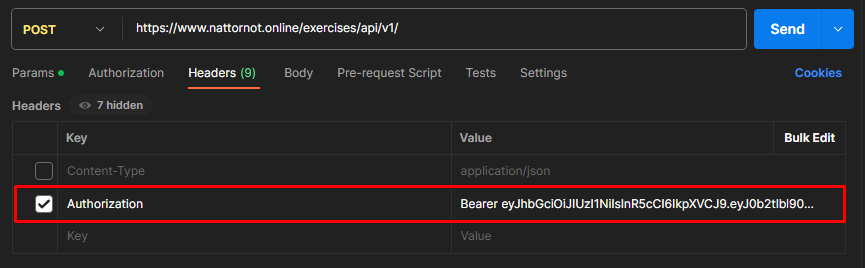 POST https://www.nattornot.online/exercises/api/v1/ Send
Params Authorization Headers (9) Body Pre-request Script Tests Settings Cookies
Headers 7 hidden
Key Value Bulk Edit
Content-Type application/json
Authorization Bearer eyJhbGciOiJIUzI1NiIsInR5cCI6IkpXVCJ9.eyJ0b2tlbl90...
Key Value